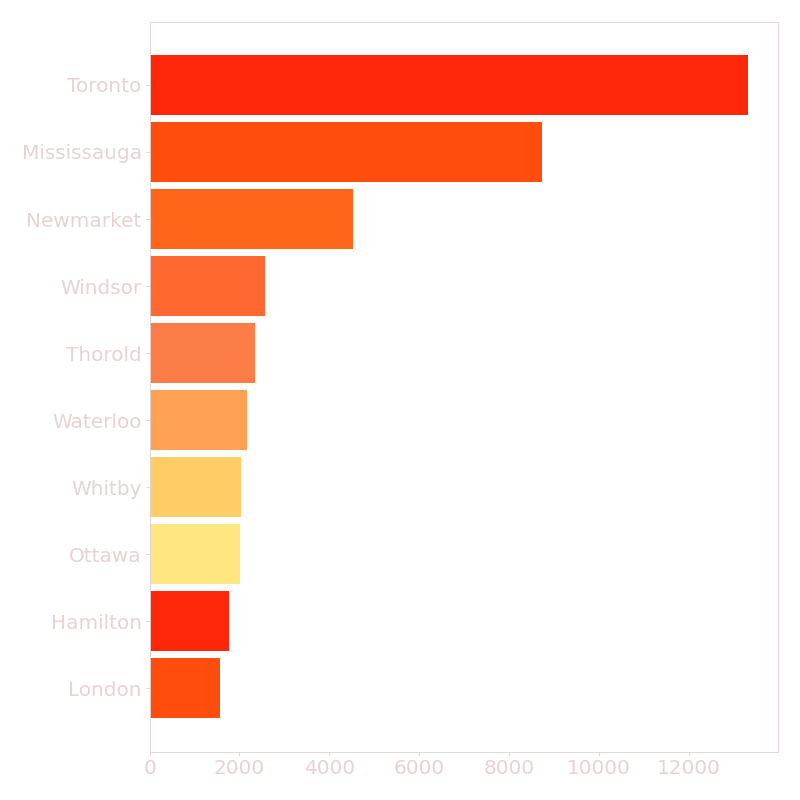 Toronto
Mississauga
Newmarket
Windsor
Thorold
Waterloo
Whitby
Ottawa
Hamilton
London
0 2000 4000 6000 8000 10000 12000